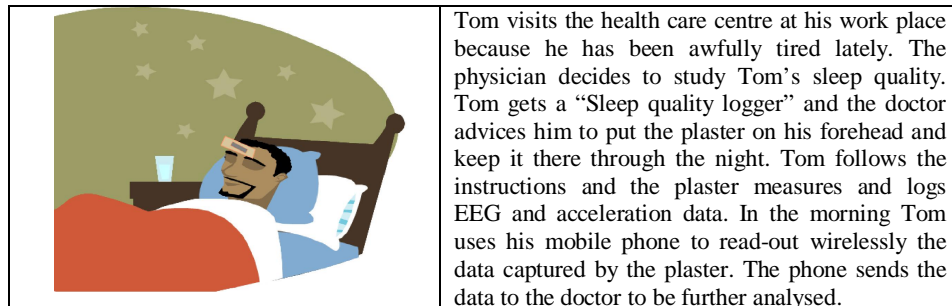 Tom visits the health care centre at his work place
because he has been awfully tired lately. The
physician decides to study Tom’s sleep quality.
Tom gets a “Sleep quality logger” and the doctor
advices him to put the plaster on his forehead and
keep it there through the night. Tom follows the
instructions and the plaster measures and logs
EEG and acceleration data. In the morning Tom
uses his mobile phone to read-out wirelessly the
data captured by the plaster. The phone sends the
data to the doctor to be further analysed.